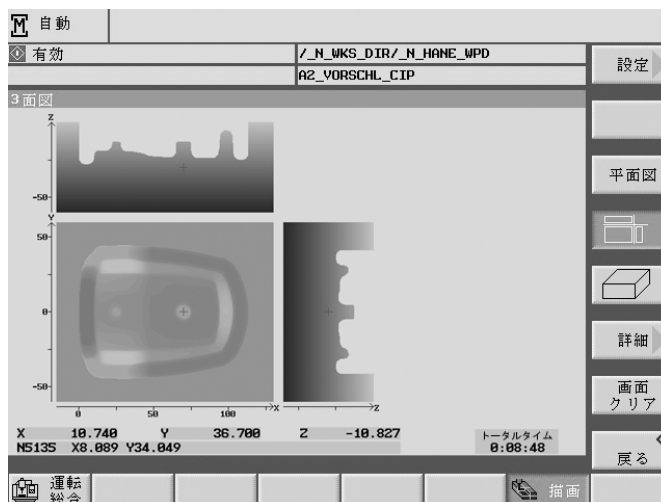 M 自動
有効
/_N_WKS_DIR/_N_HANE_WPD
A2_VORSCHL_CIP
3面図
Z
-50
Y
50
0
-50
0
50
100
X
Z
X 10.740 Y 36.700 Z -10.827
N5135 X8.089 Y34.049
トータルタイム
0:08:48
設定
平面図
詳細
画面
クリア
戻る
運転
総合
描画